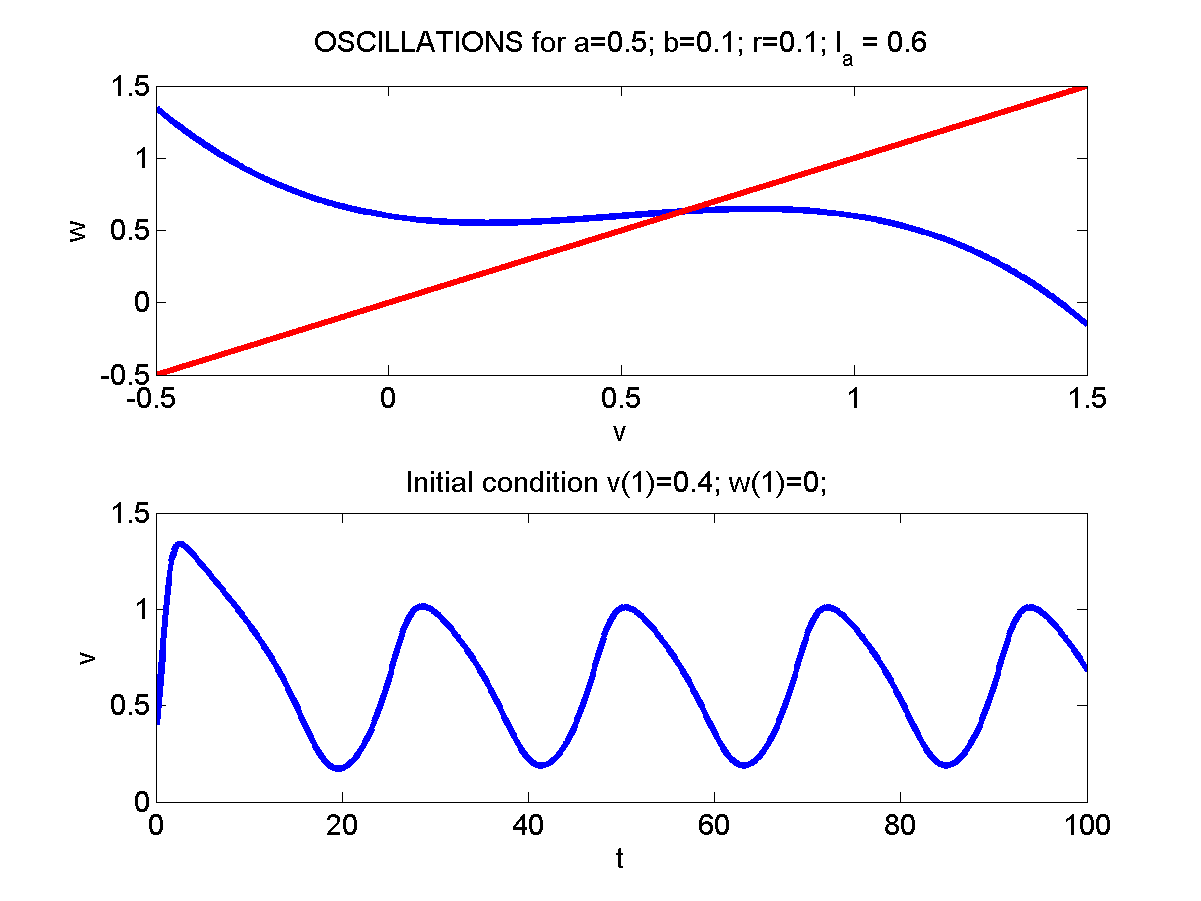 OSCILLATIONS for a=0.5; b=0.1; r=0.1; I_a = 0.6
1.5
1
0.5
0
-0.5
w
-0.5 0 0.5 1 1.5
v
Initial condition v(1)=0.4; w(1)=0;
1.5
1
0.5
0
v
0 20 40 60 80 100
t